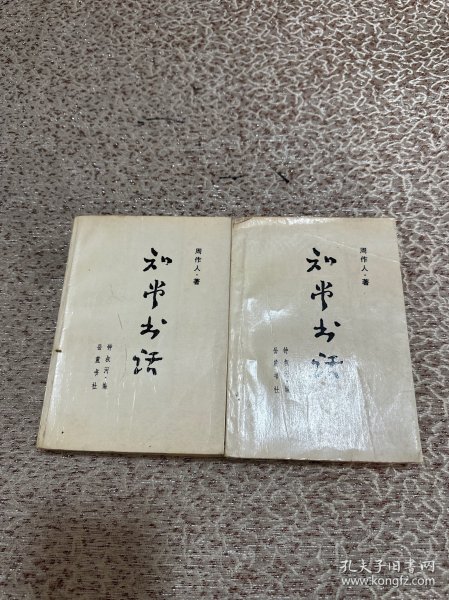 周作人·著
知堂书话
钟叔河·编
岳麓书社
周作人·著
知堂书话
钟叔河·编
岳麓书社
孔夫子旧书网
www.kongfz.com